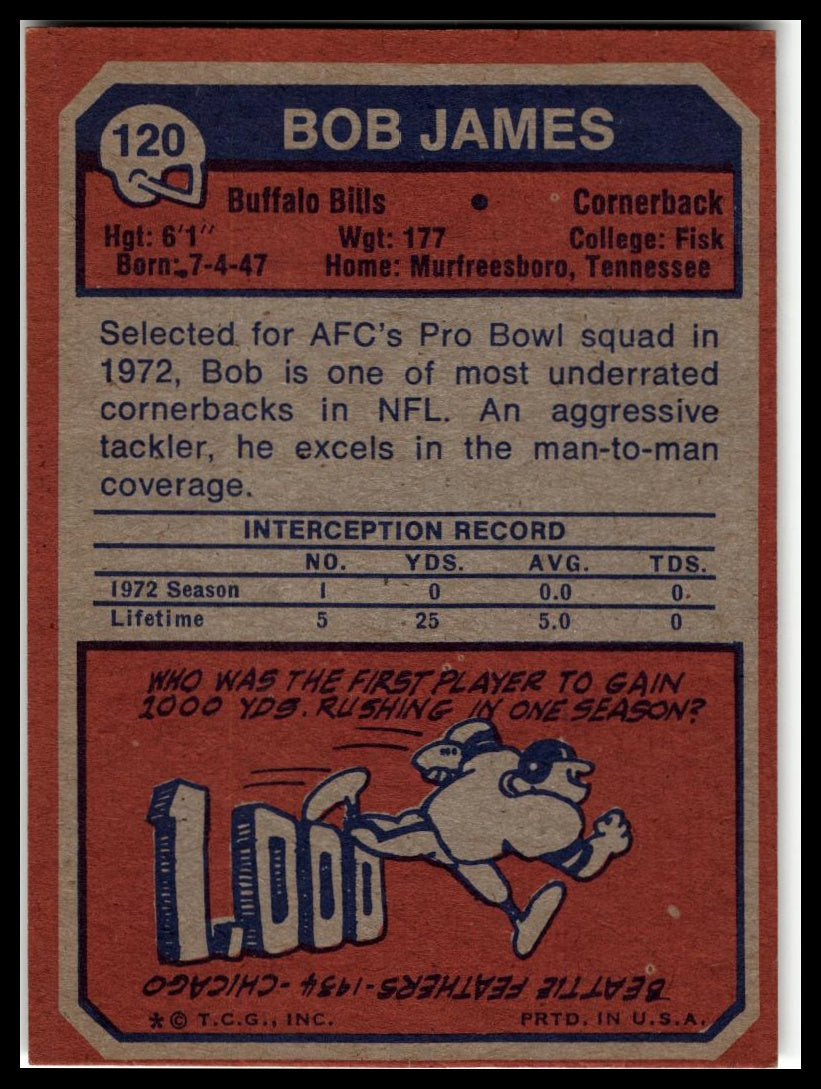 120
BOB JAMES
Buffalo Bills • Cornerback
Hgt: 6'1" Wgt: 177 College: Fisk
Born: 7-4-47 Home: Murfreesboro, Tennessee
Selected for AFC's Pro Bowl squad in
1972, Bob is one of most underrated
cornerbacks in NFL. An aggressive
tackler, he excels in the man-to-man
coverage.
INTERCEPTION RECORD
NO. YDS. AVG. TDS.
1972 Season 1 0 0.0 0
Lifetime 5 25 5.0 0
WHO WAS THE FIRST PLAYER TO GAIN
1000 YDS. RUSHING IN ONE SEASON?
1,000
BEATTIE FEATHERS-1934-CHICAGO
*© T.C.G., INC. PRTD. IN U.S.A.